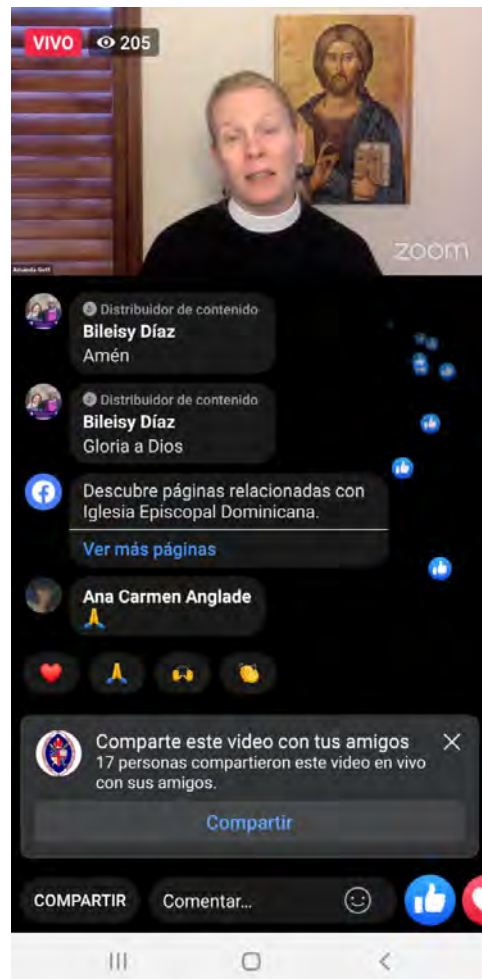 VIVO 205
zoom
Amanda Goff
Distribuidor de contenido
Bileisy Díaz
Amén
Distribuidor de contenido
Bileisy Díaz
Gloria a Dios
Descubre páginas relacionadas con
Iglesia Episcopal Dominicana.
Ver más páginas
Ana Carmen Anglade
🙏
Comparte este video con tus amigos
17 personas compartieron este video en vivo
con sus amigos.
Compartir
COMPARTIR Comentar...